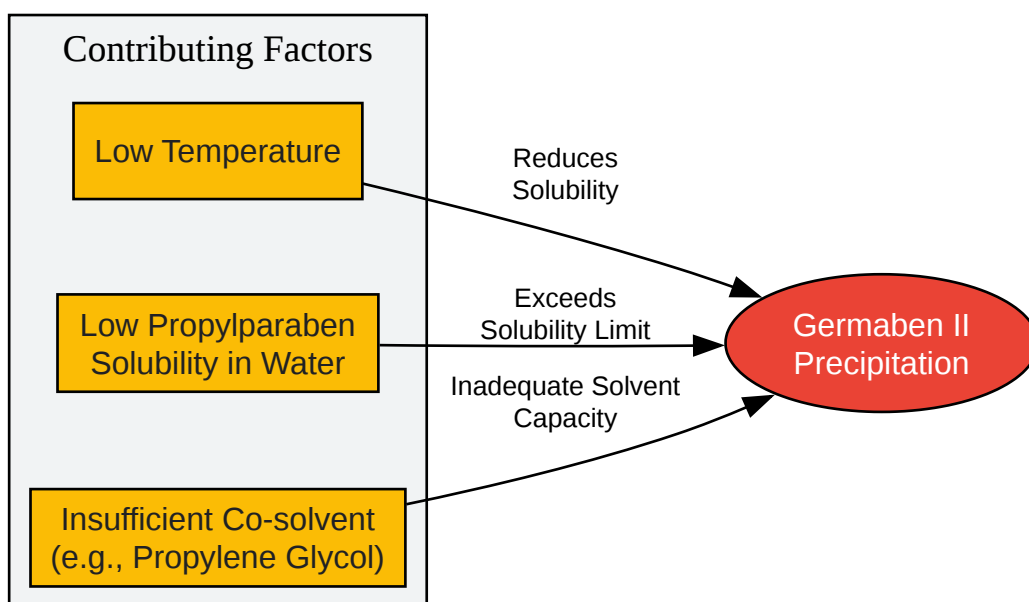 Contributing Factors
Low Temperature
Reduces
Solubility
Low Propylparaben
Solubility in Water
Exceeds
Solubility Limit
Germaben II
Precipitation
Inadequate Solvent
Capacity
Insufficient Co-solvent
(e.g., Propylene Glycol)